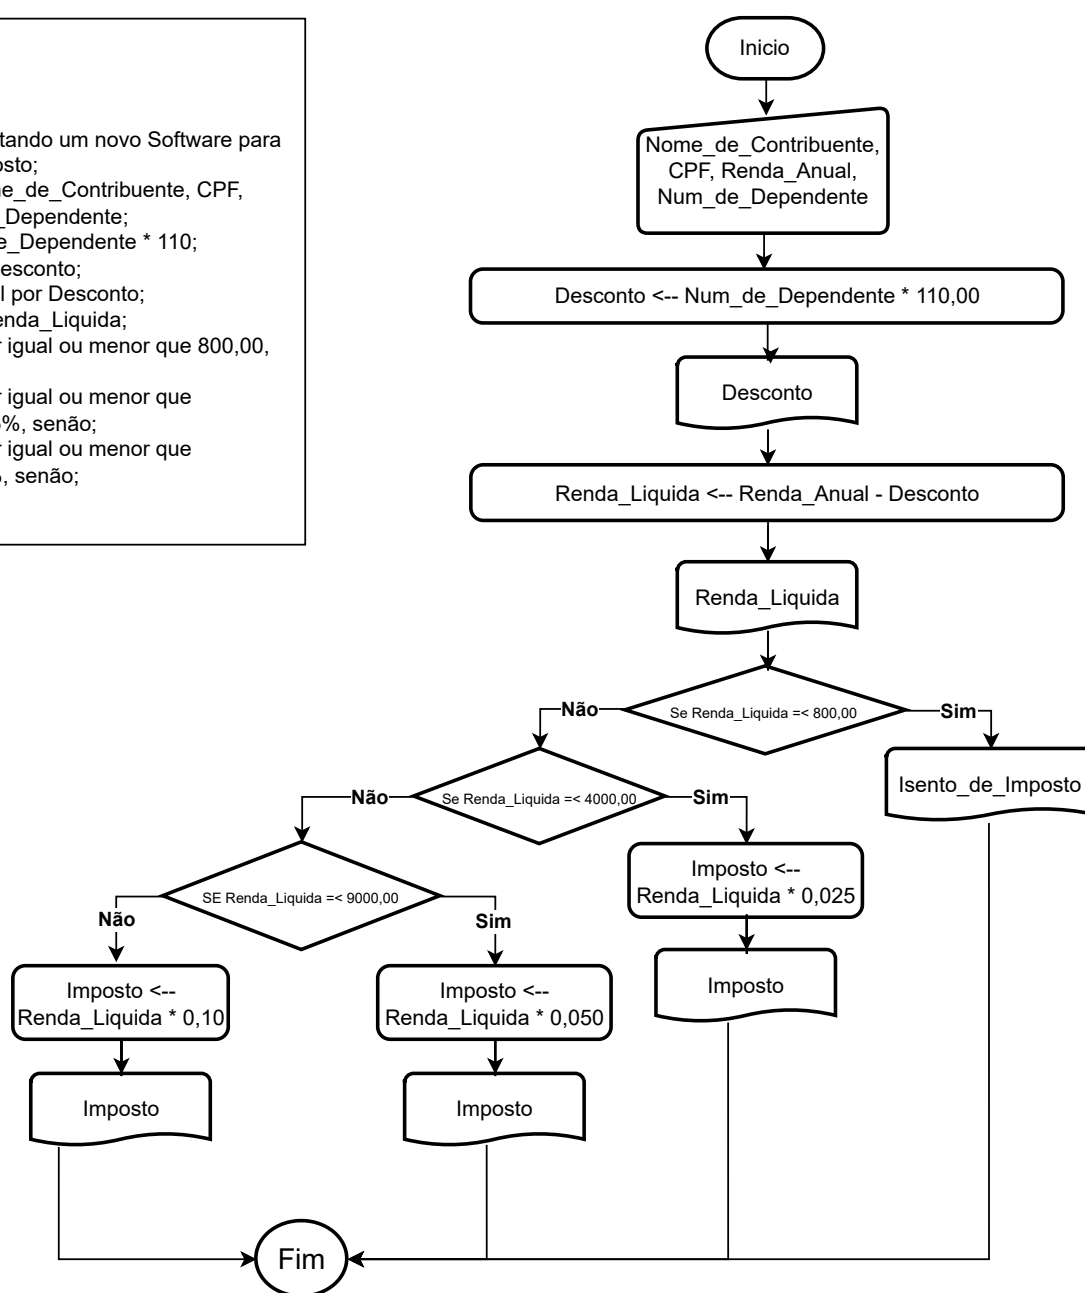 tando um novo Software para
osto;
e_de_Contribuente, CPF,
_Dependente;
e_Dependente * 110;
esconto;
l por Desconto;
enda_Liquida;
r igual ou menor que 800,00,
r igual ou menor que
%, senão;
r igual ou menor que
, senão;
Inicio
Nome_de_Contribuente,
CPF, Renda_Anual,
Num_de_Dependente
Desconto <-- Num_de_Dependente * 110,00
Desconto
Renda_Liquida <-- Renda_Anual - Desconto
Renda_Liquida
Se Renda_Liquida =< 800,00
Não
Sim
Isento_de_Imposto
Se Renda_Liquida =< 4000,00
Não
Sim
Imposto <--
Renda_Liquida * 0,025
Imposto
SE Renda_Liquida =< 9000,00
Não
Sim
Imposto <--
Renda_Liquida * 0,10
Imposto
Imposto <--
Renda_Liquida * 0,050
Imposto
Fim